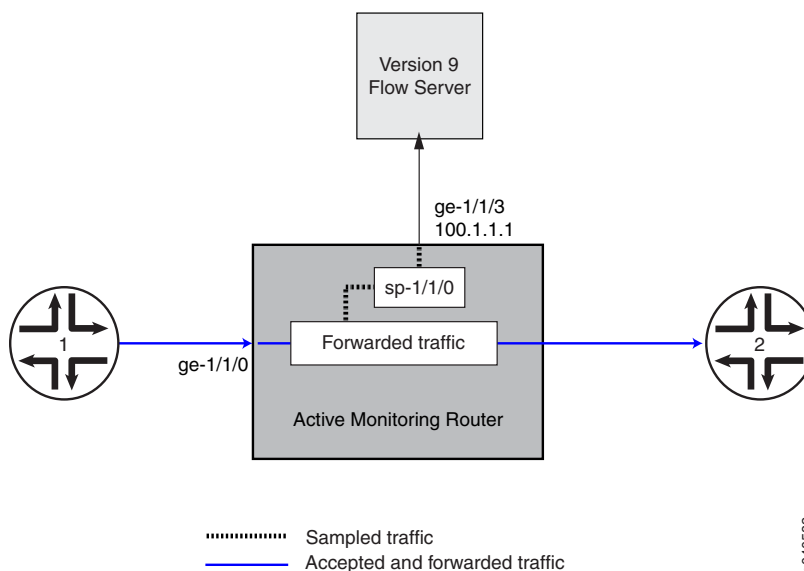 Version 9
Flow Server
ge-1/1/3
100.1.1.1
sp-1/1/0
1
Forwarded traffic
2
ge-1/1/0
Active Monitoring Router
Sampled traffic
Accepted and forwarded traffic